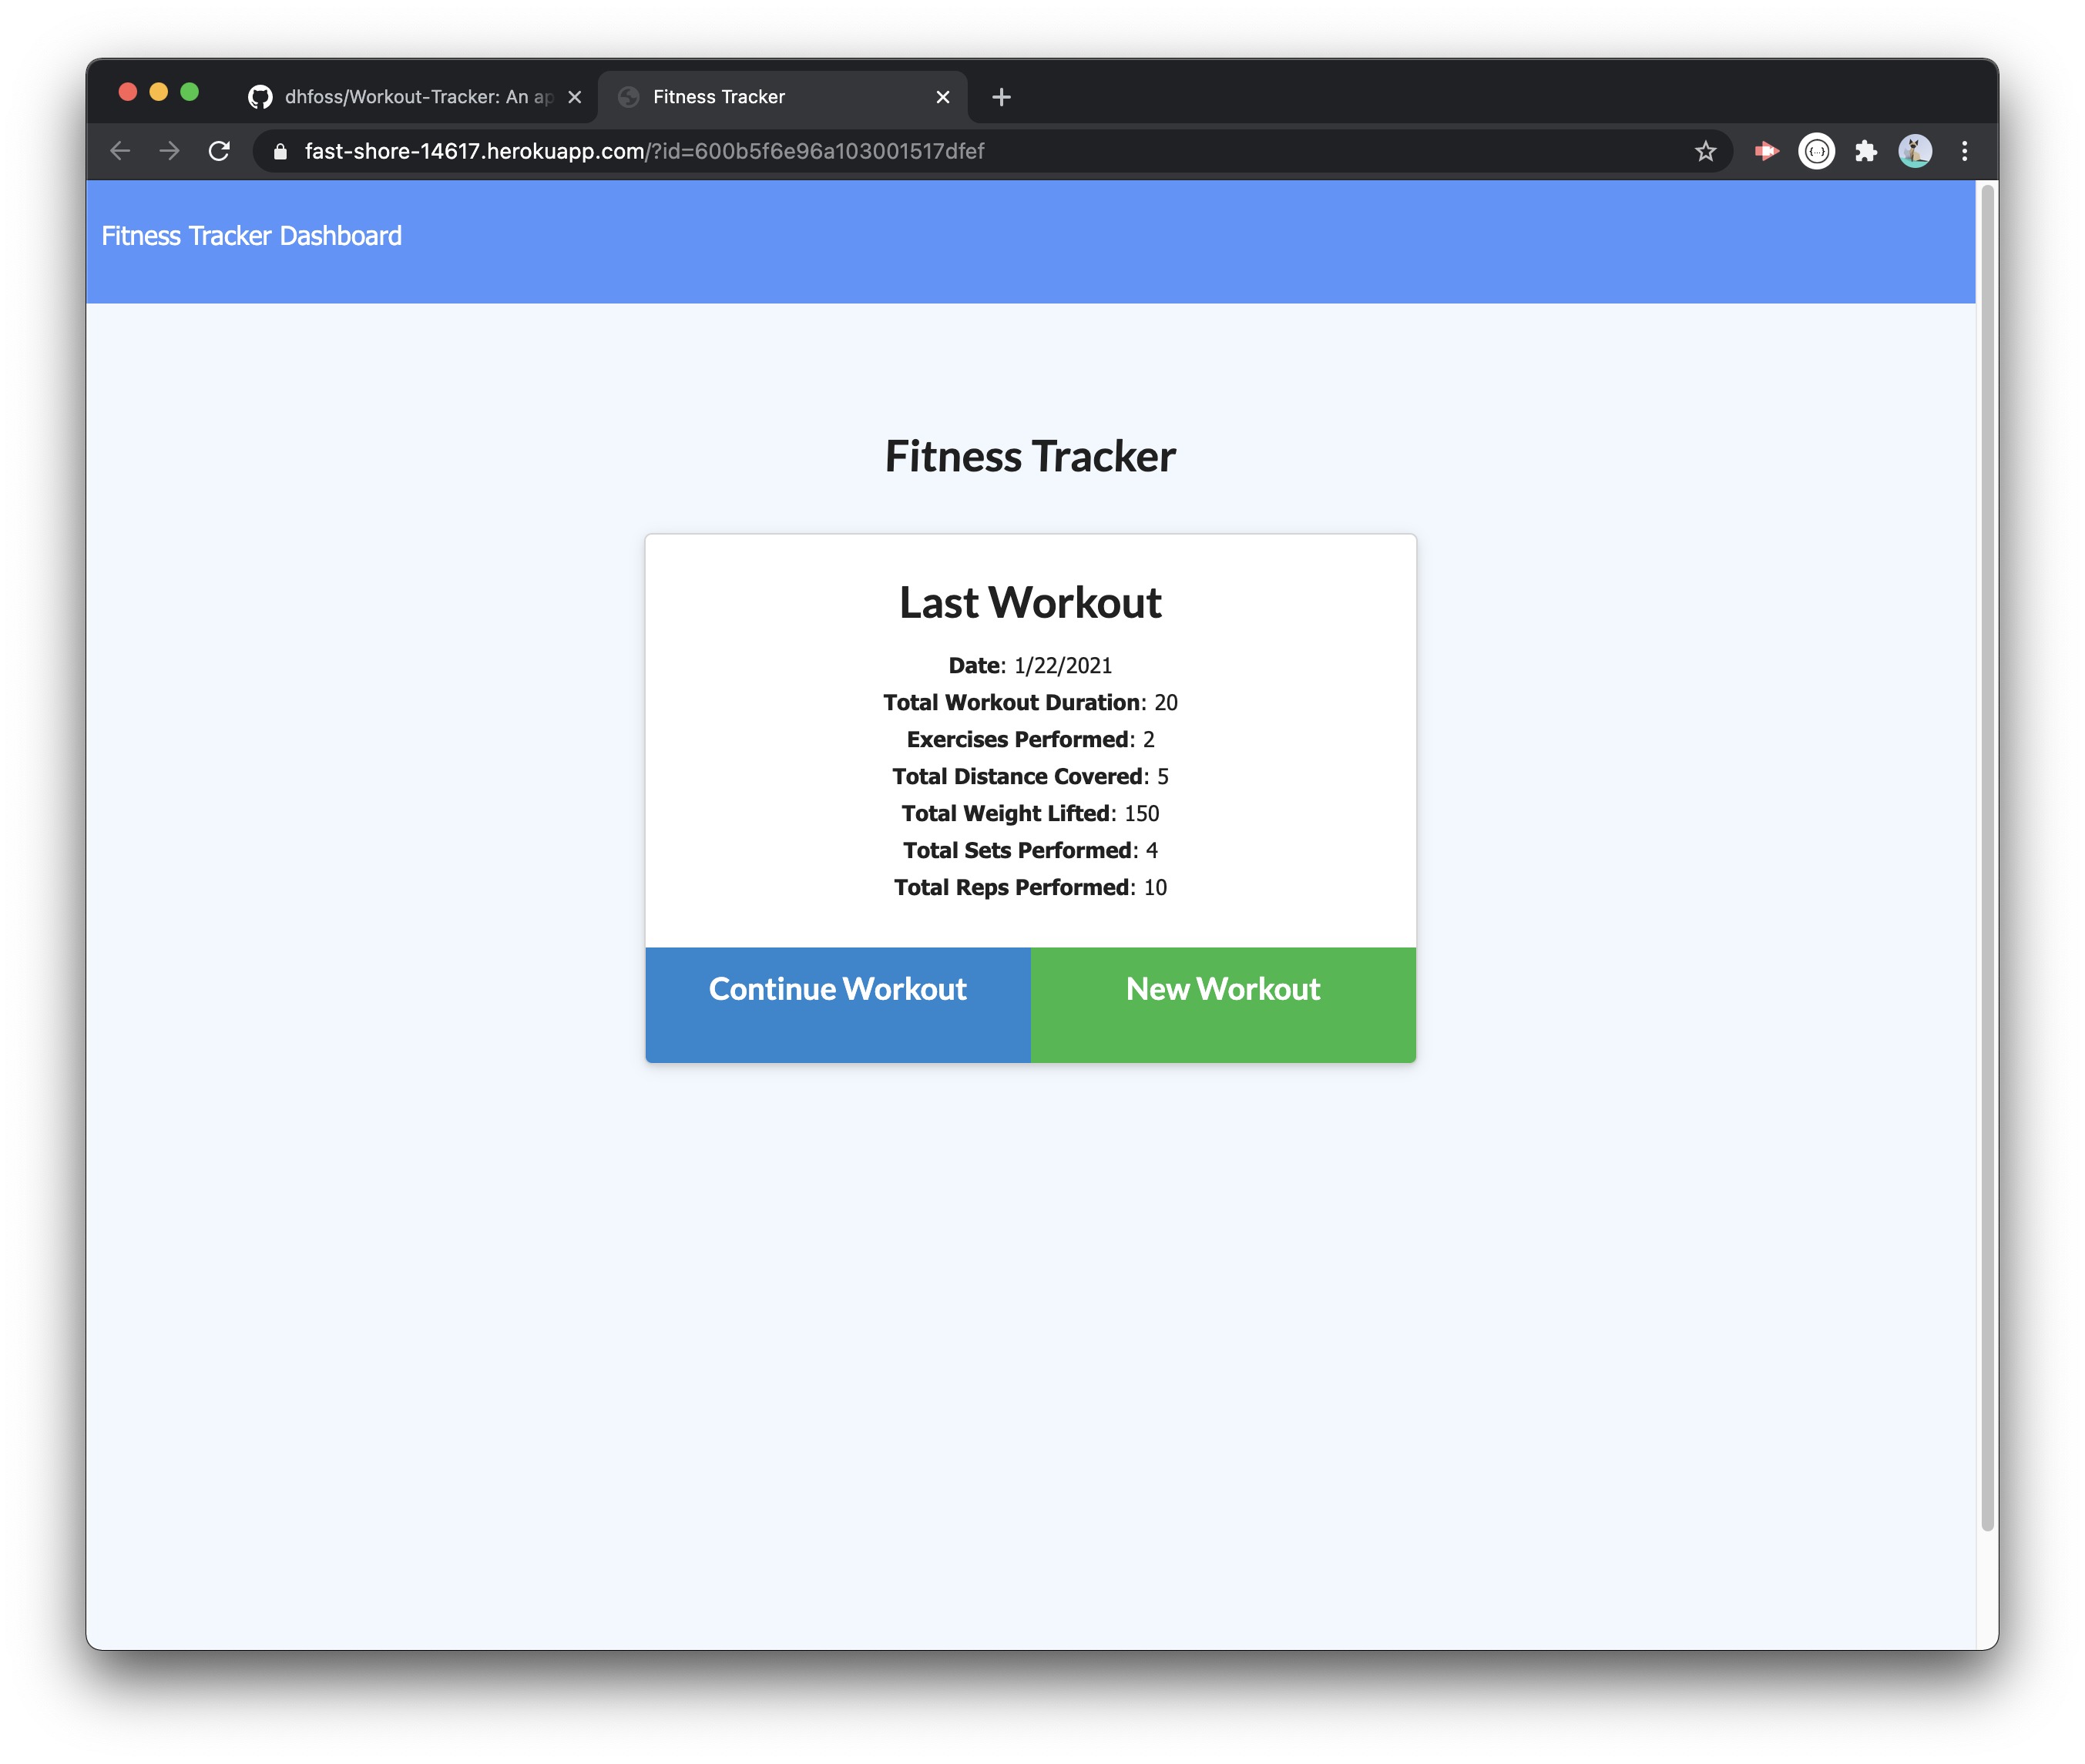 dhfoss/Workout-Tracker: An ap
Fitness Tracker
fast-shore-14617.herokuapp.com/?id=600b5f6e96a103001517dfef
{...}
Fitness Tracker Dashboard
Fitness Tracker
Last Workout
Date: 1/22/2021
Total Workout Duration: 20
Exercises Performed: 2
Total Distance Covered: 5
Total Weight Lifted: 150
Total Sets Performed: 4
Total Reps Performed: 10
Continue Workout
New Workout